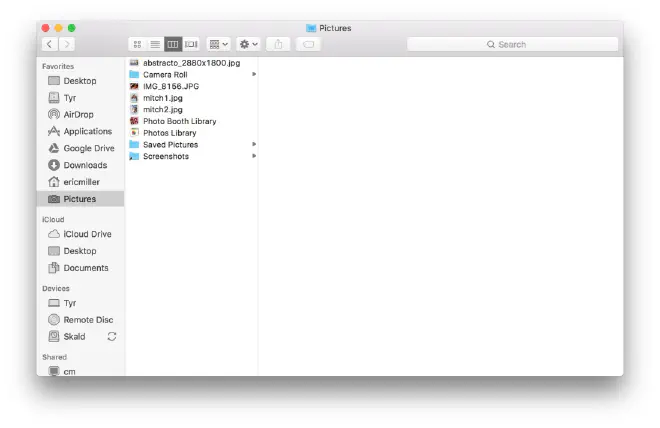 Pictures
Search
Favorites
Desktop
Tyr
AirDrop
Applications
Google Drive
Downloads
ericmiller
Pictures
iCloud
iCloud Drive
Desktop
Documents
Devices
Tyr
Remote Disc
Skald
Shared
cm
abstracto_2880x1800.jpg
Camera Roll
IMG_8156.JPG
mitch1.jpg
mitch2.jpg
Photo Booth Library
Photos Library
Saved Pictures
Screenshots